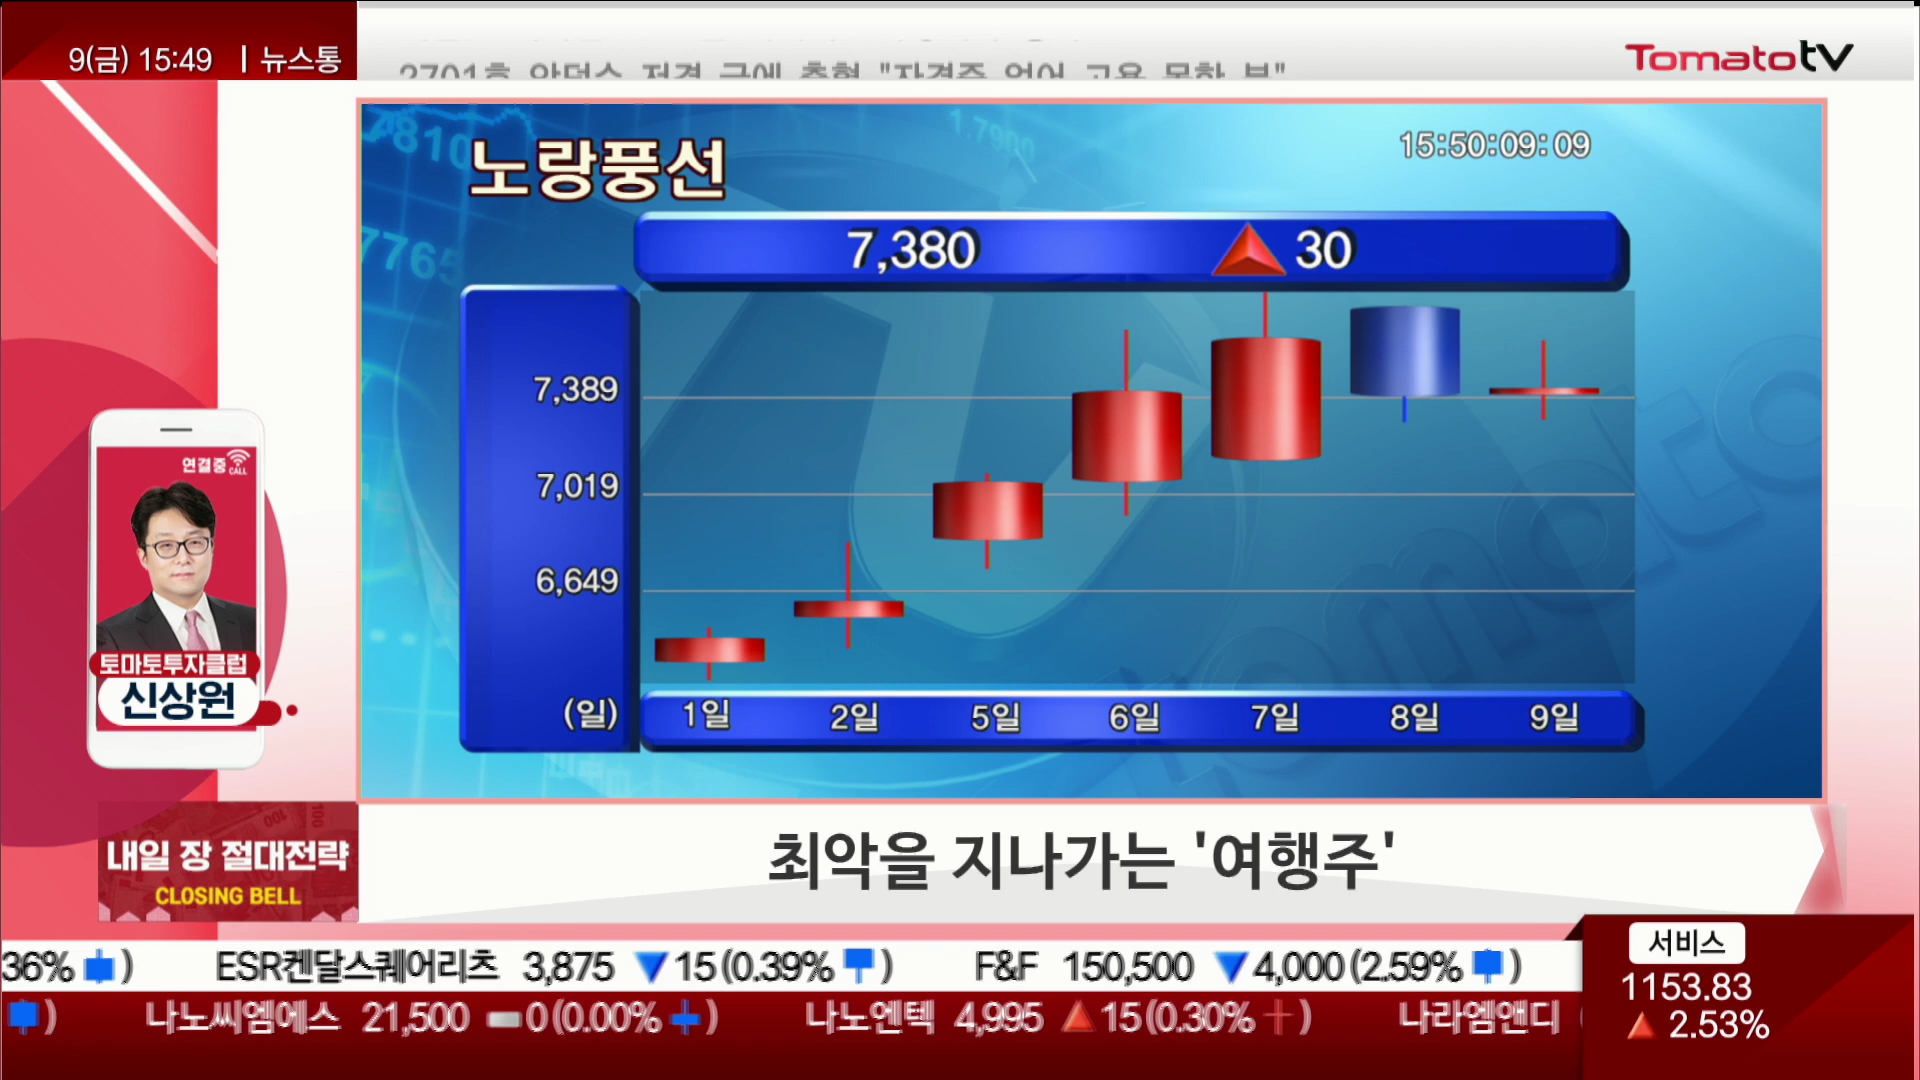 9(금) 15:49 | 뉴스통
TomatoTV
노랑풍선
15:50:09:09
7,380 ▲ 30
7,389
7,019
6,649
(일) 1일 2일 5일 6일 7일 8일 9일
연결중
CALL
토마토투자클럽
신상원
내일 장 절대전략
CLOSING BELL
최악을 지나가는 '여행주'
36% ) ESR켄달스퀘어리츠 3,875 ▼15(0.39% ) F&F 150,500 ▼4,000(2.59% )
) 나노씨엠에스 21,500 0(0.00% ) 나노엔텍 4,995 ▲15(0.30% ) 나라엠앤디
서비스
1153.83
▲ 2.53%